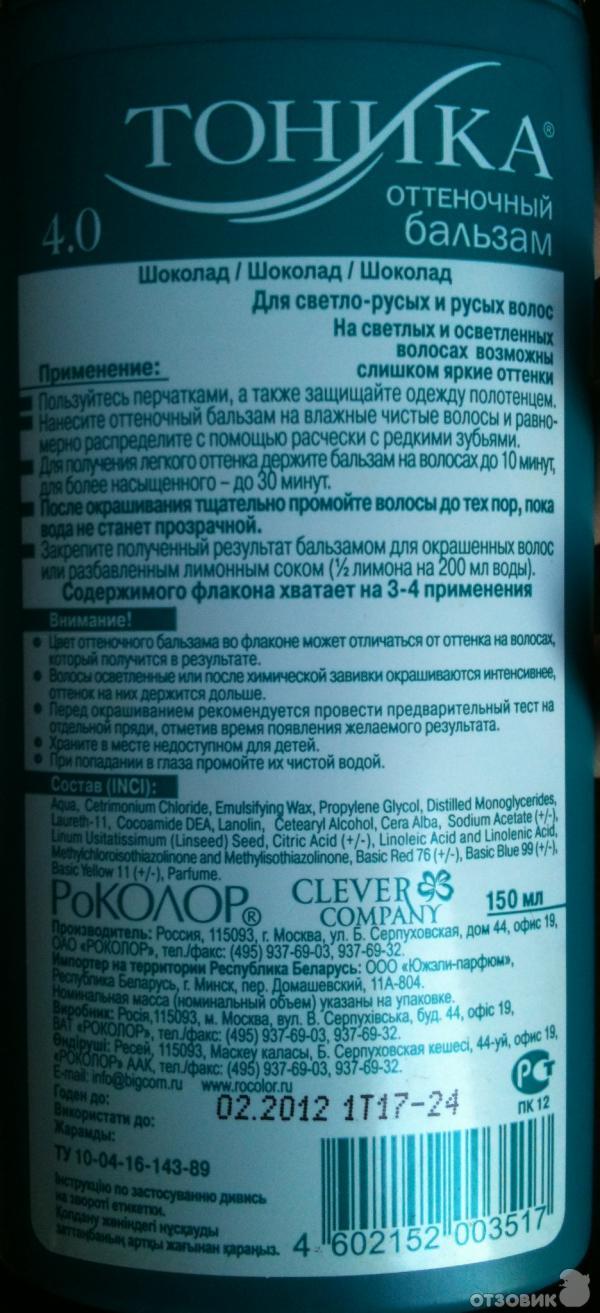 ТОНИКА®
оттеночный
4.0 бальзам
Шоколад / Шоколад / Шоколад
Для светло-русых и русых волос
На светлых и осветленных
волосах возможны
слишком яркие оттенки
Применение:
Пользуйтесь перчатками, а также защищайте одежду полотенцем.
Нанесите оттеночный бальзам на влажные чистые волосы и равно-
мерно распределите с помощью расчески с редкими зубьями.
Для получения легкого оттенка держите бальзам на волосах до 10 минут,
для более насыщенного – до 30 минут.
После окрашивания тщательно промойте волосы до тех пор, пока
вода не станет прозрачной.
Закрепите полученный результат бальзамом для окрашенных волос
или разбавленным лимонным соком (½ лимона на 200 мл воды).
Содержимого флакона хватает на 3-4 применения
Внимание!
• Цвет оттеночного бальзама во флаконе может отличаться от оттенка на волосах,
который получится в результате.
• Волосы осветленные или после химической завивки окрашиваются интенсивнее,
оттенок на них держится дольше.
• Перед окрашиванием рекомендуется провести предварительный тест на
отдельной пряди, отметив время появления желаемого результата.
• Храните в месте недоступном для детей.
• При попадании в глаза промойте их чистой водой.
Состав (INCI):
Aqua, Cetrimonium Chloride, Emulsifying Wax, Propylene Glycol, Distilled Monoglycerides,
Laureth-11, Cocoamide DEA, Lanolin, Cetearyl Alcohol, Cera Alba, Sodium Acetate (+/-),
Linum Usitatissimum (Linseed) Seed, Citric Acid (+/-), Linoleic and Linolenic Acid,
Methylchloroisothiazolinone and Methylisothiazolinone, Basic Red 76 (+/-), Basic Blue 99 (+/-),
Basic Yellow 11 (+/-), Parfume.
РоКОЛОР® CLEVER COMPANY 150 мл
Производитель: Россия, 115093, г. Москва, ул. Б. Серпуховская, дом 44, офис 19,
ОАО «РОКОЛОР», тел./факс: (495) 937-69-03, 937-69-32.
Импортер на территории Республики Беларусь: ООО «Южэли-парфюм»,
Республика Беларусь, г. Минск, пер. Домашевский, 11А-804.
Номинальная масса (номинальный объем) указаны на упаковке.
Виробник: Росія,115093, м. Москва, вул. В. Серпухівська, буд. 44, офіс 19,
ВАТ «РОКОЛОР», тел./факс: (495) 937-69-03, 937-69-32.
Өндіруші: Ресей, 115093, Маскеу каласы, Б. Серпуховская кешесі, 44-уй, офис 19,
«РОКОЛОР» ААК, тел./факс: (495) 937-69-03, 937-69-32.
E-mail: info@bigcom.ru www.rocolor.ru
Годен до:
Використати до:
Жарамды:
02.2012 1Т17-24
РСТ
ПК 12
ТУ 10-04-16-143-89
Інструкцію по застосуванню дивись
на звороті етикетки.
Қолдану жөніндегі нұсқауды
заттаңбаның артқы жағынан қараңыз.
4 602152 003517
ОТЗОВИК